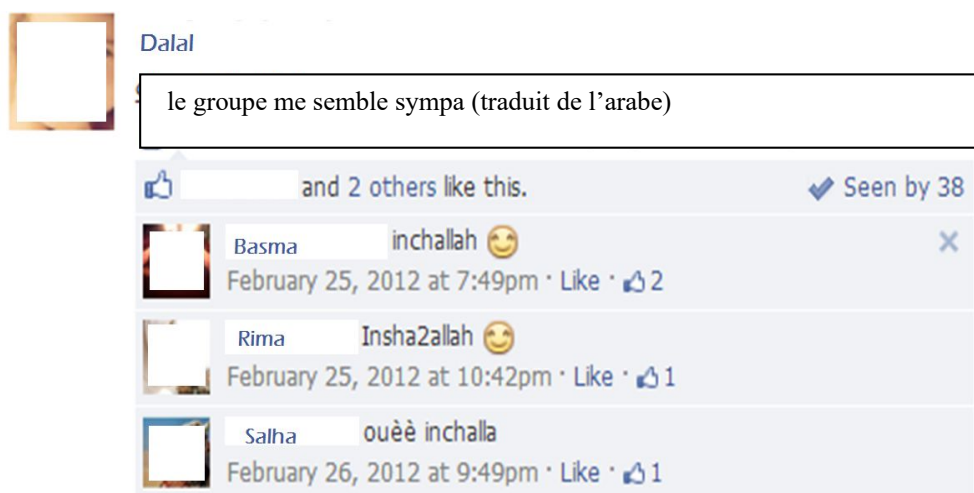 Dalal
le groupe me semble sympa (traduit de l’arabe)
and 2 others like this. Seen by 38
Basma inchallah
February 25, 2012 at 7:49pm · Like · 2
Rima Insha2allah
February 25, 2012 at 10:42pm · Like · 1
Salha ouèè inchalla
February 26, 2012 at 9:49pm · Like · 1